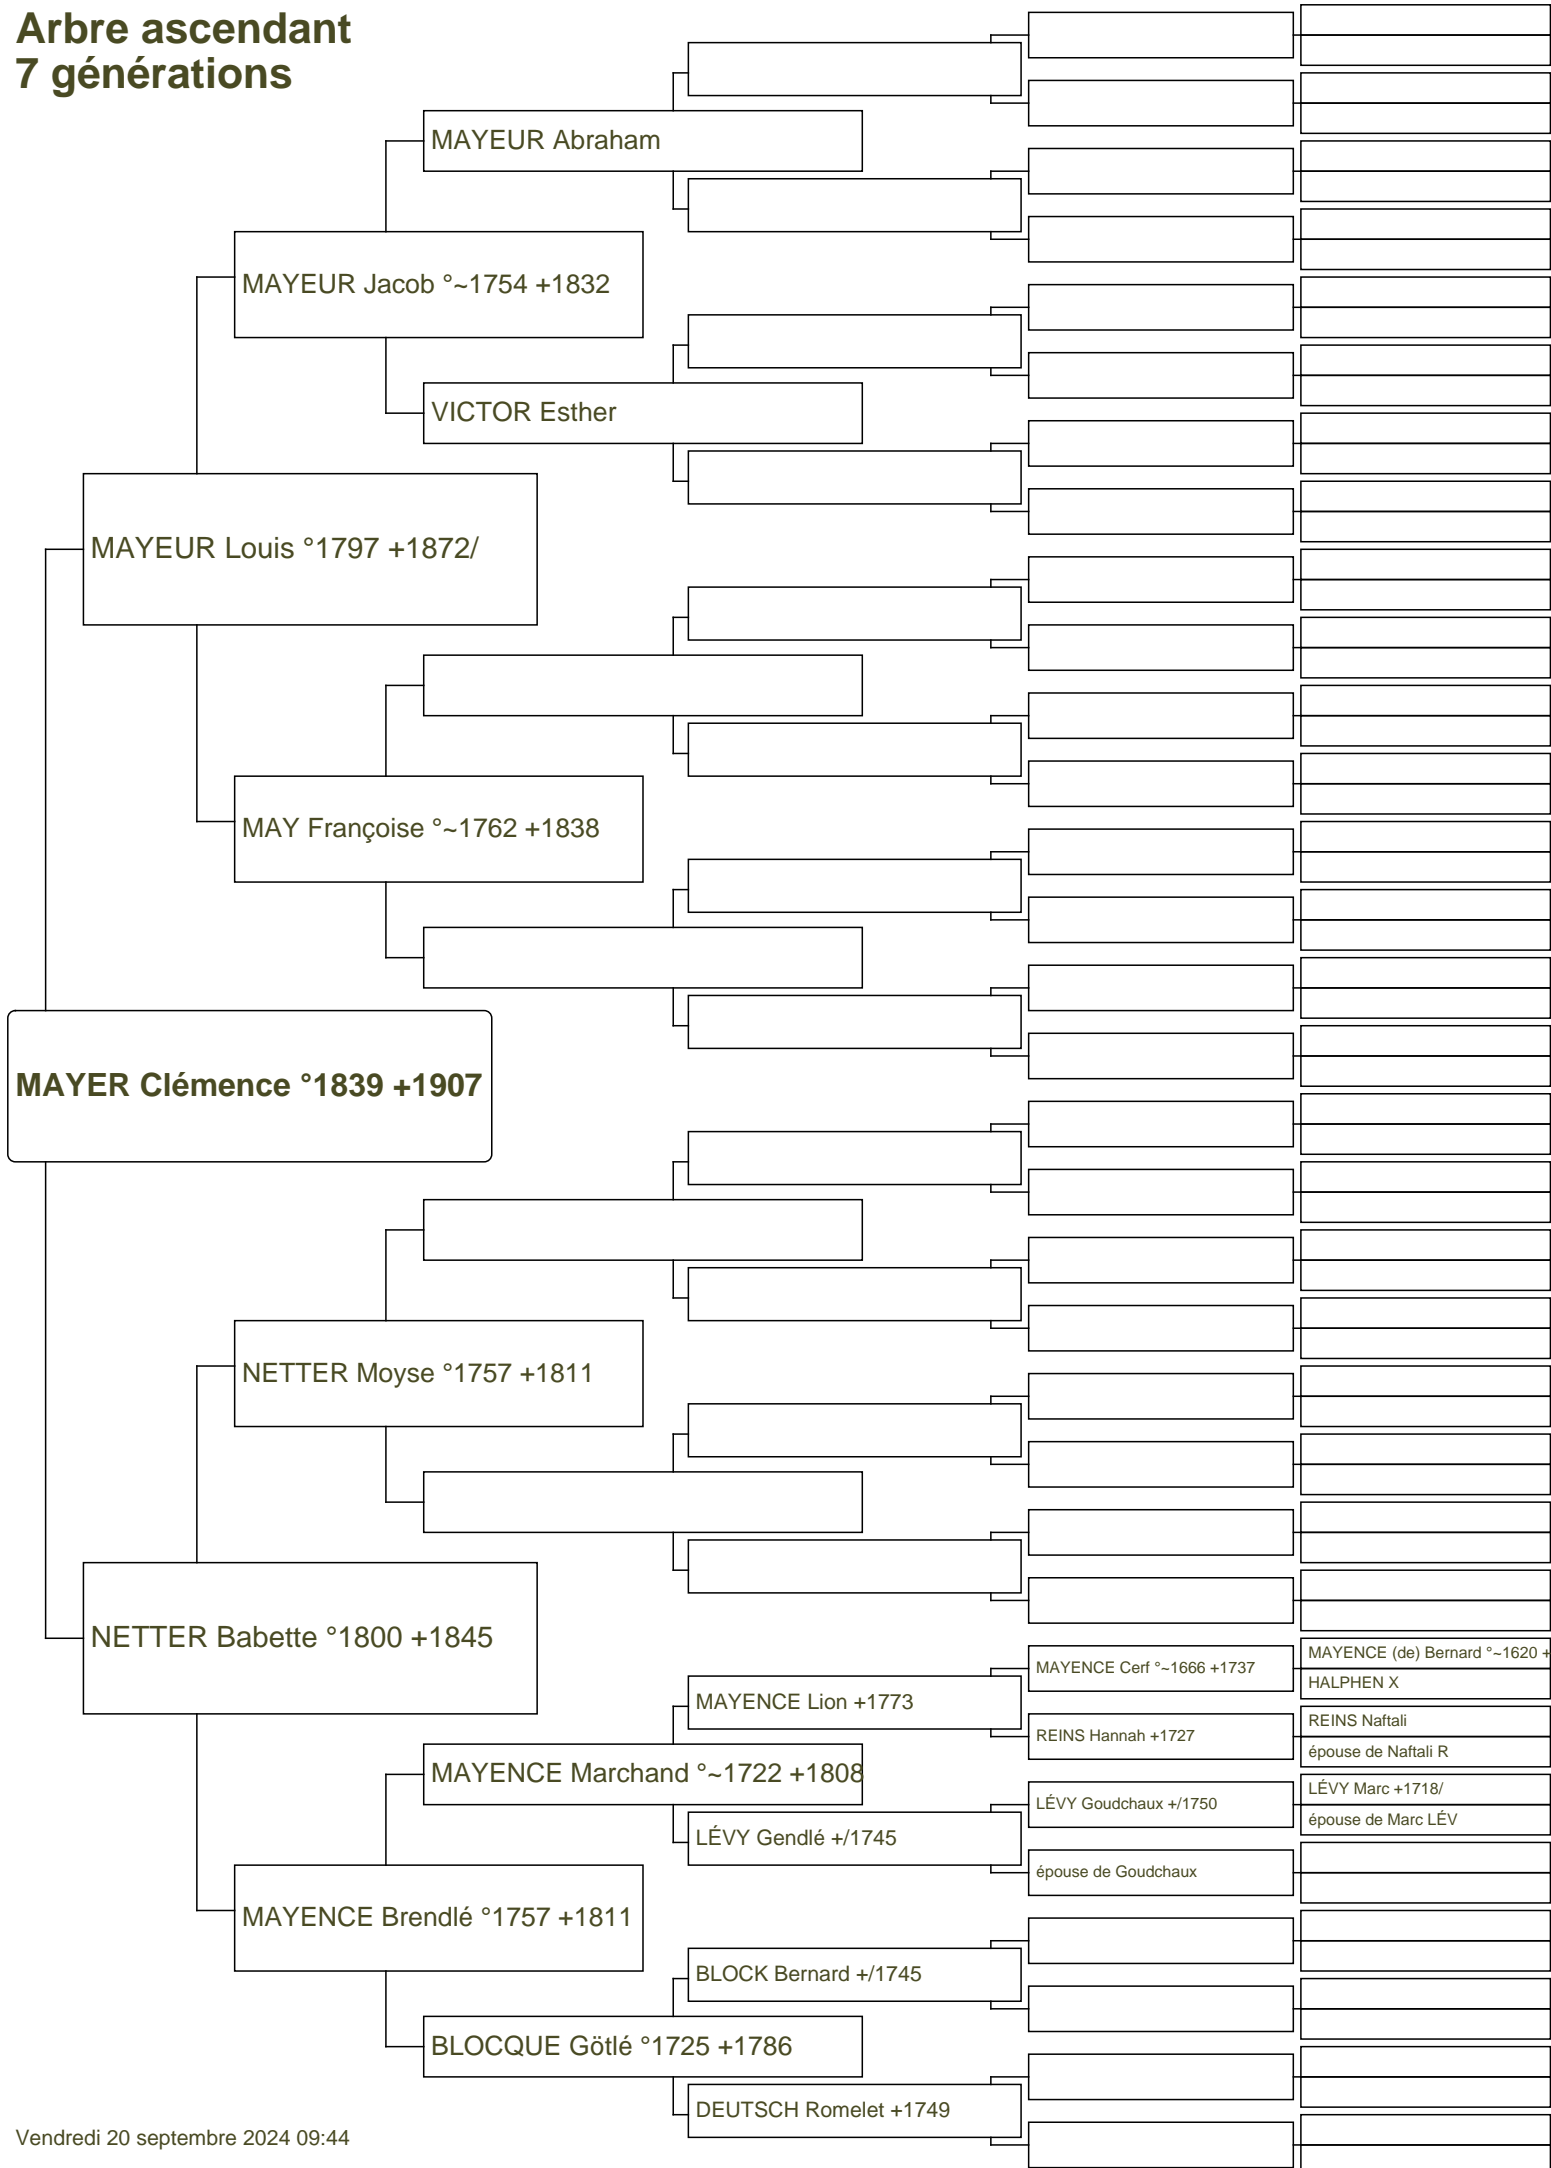 Arbre ascendant
7 générations
MAYEUR Abraham
MAYEUR Jacob °~1754 +1832
VICTOR Esther
MAYEUR Louis °1797 +1872/
MAY Françoise °~1762 +1838
MAYER Clémence °1839 +1907
NETTER Moyse °1757 +1811
NETTER Babette °1800 +1845
MAYENCE (de) Bernard °~1620 +
MAYENCE Cerf °~1666 +1737
HALPHEN X
MAYENCE Lion +1773
REINS Naftali
REINS Hannah +1727
épouse de Naftali R
MAYENCE Marchand °~1722 +1808
LÉVY Marc +1718/
LÉVY Goudchaux +/1750
épouse de Marc LÉV
LÉVY Gendlé +/1745
épouse de Goudchaux
MAYENCE Brendlé °1757 +1811
BLOCK Bernard +/1745
BLOCQUE Götlé °1725 +1786
DEUTSCH Romelet +1749
Vendredi 20 septembre 2024 09:44